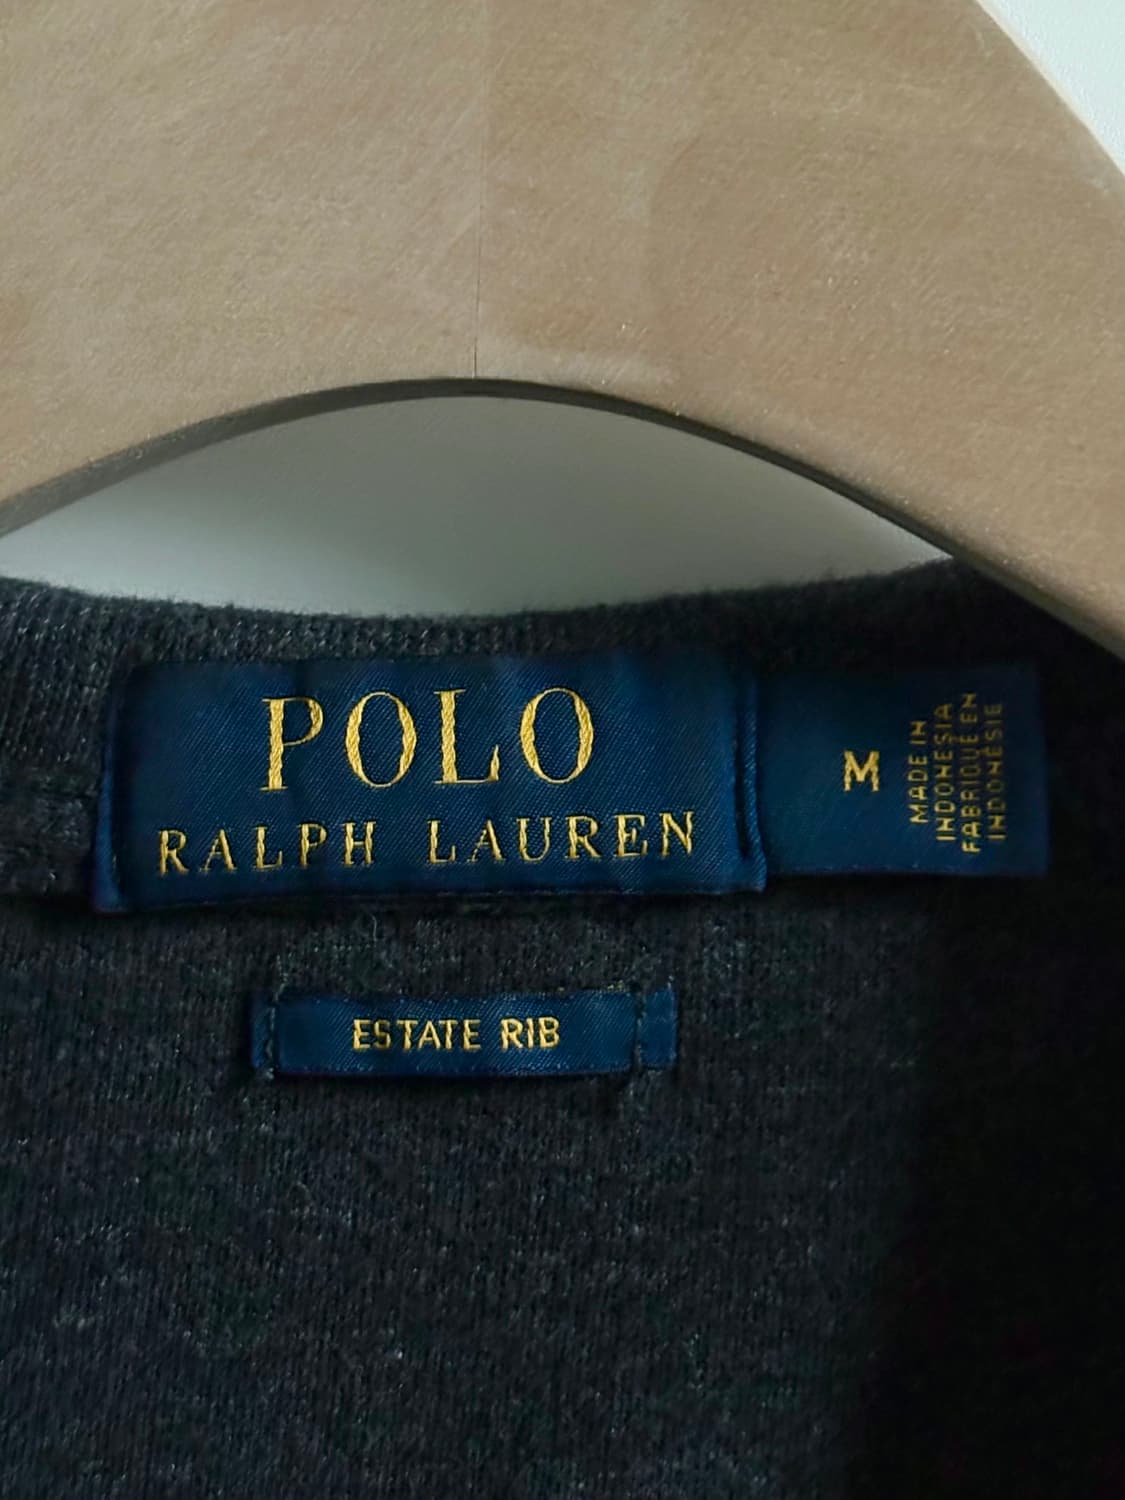 POLO
RALPH LAUREN
M
MADE IN
INDONESIA
FABRIQUÉ EN
INDONÉSIE
ESTATE RIB